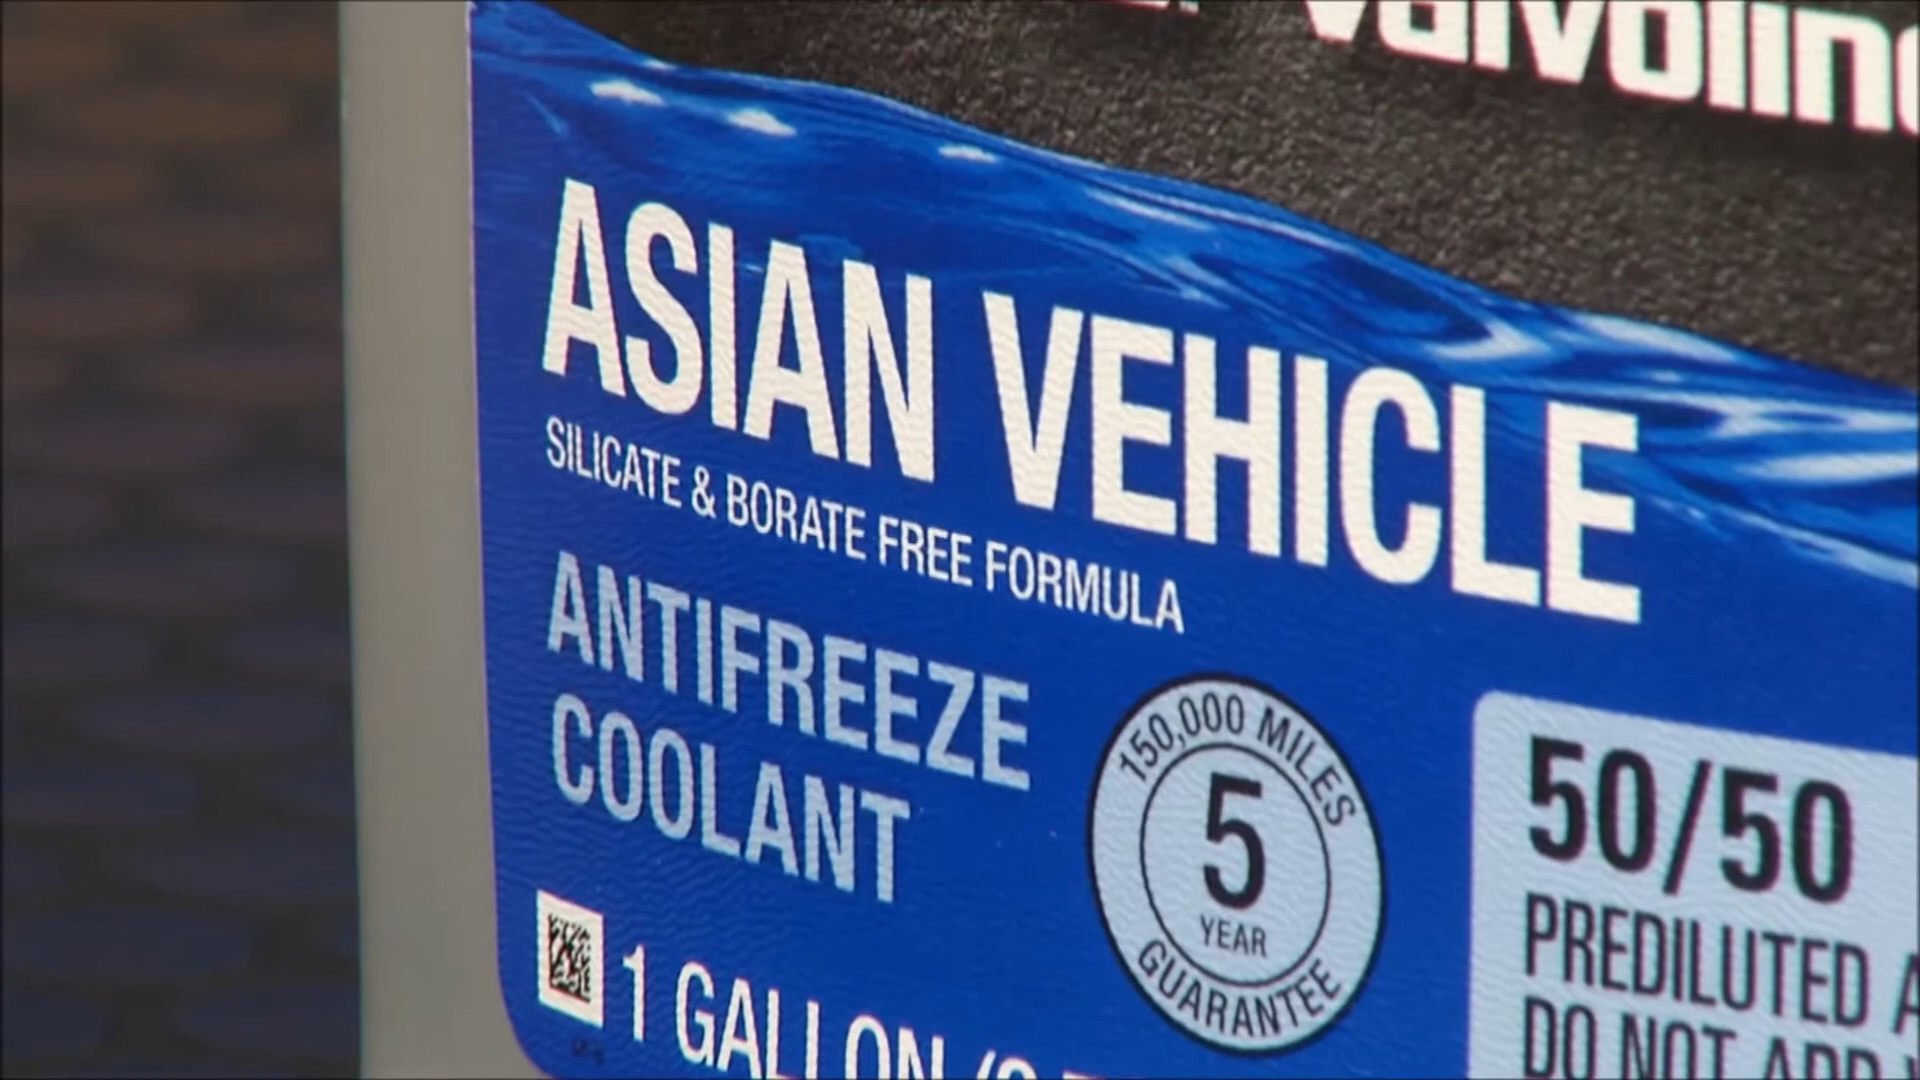 ASIAN VEHICLE
SILICATE & BORATE FREE FORMULA
ANTIFREEZE
COOLANT
150,000 MILES
5
YEAR
GUARANTEE
50/50
PREDILUTED
DO NOT ADD
1 GALLON